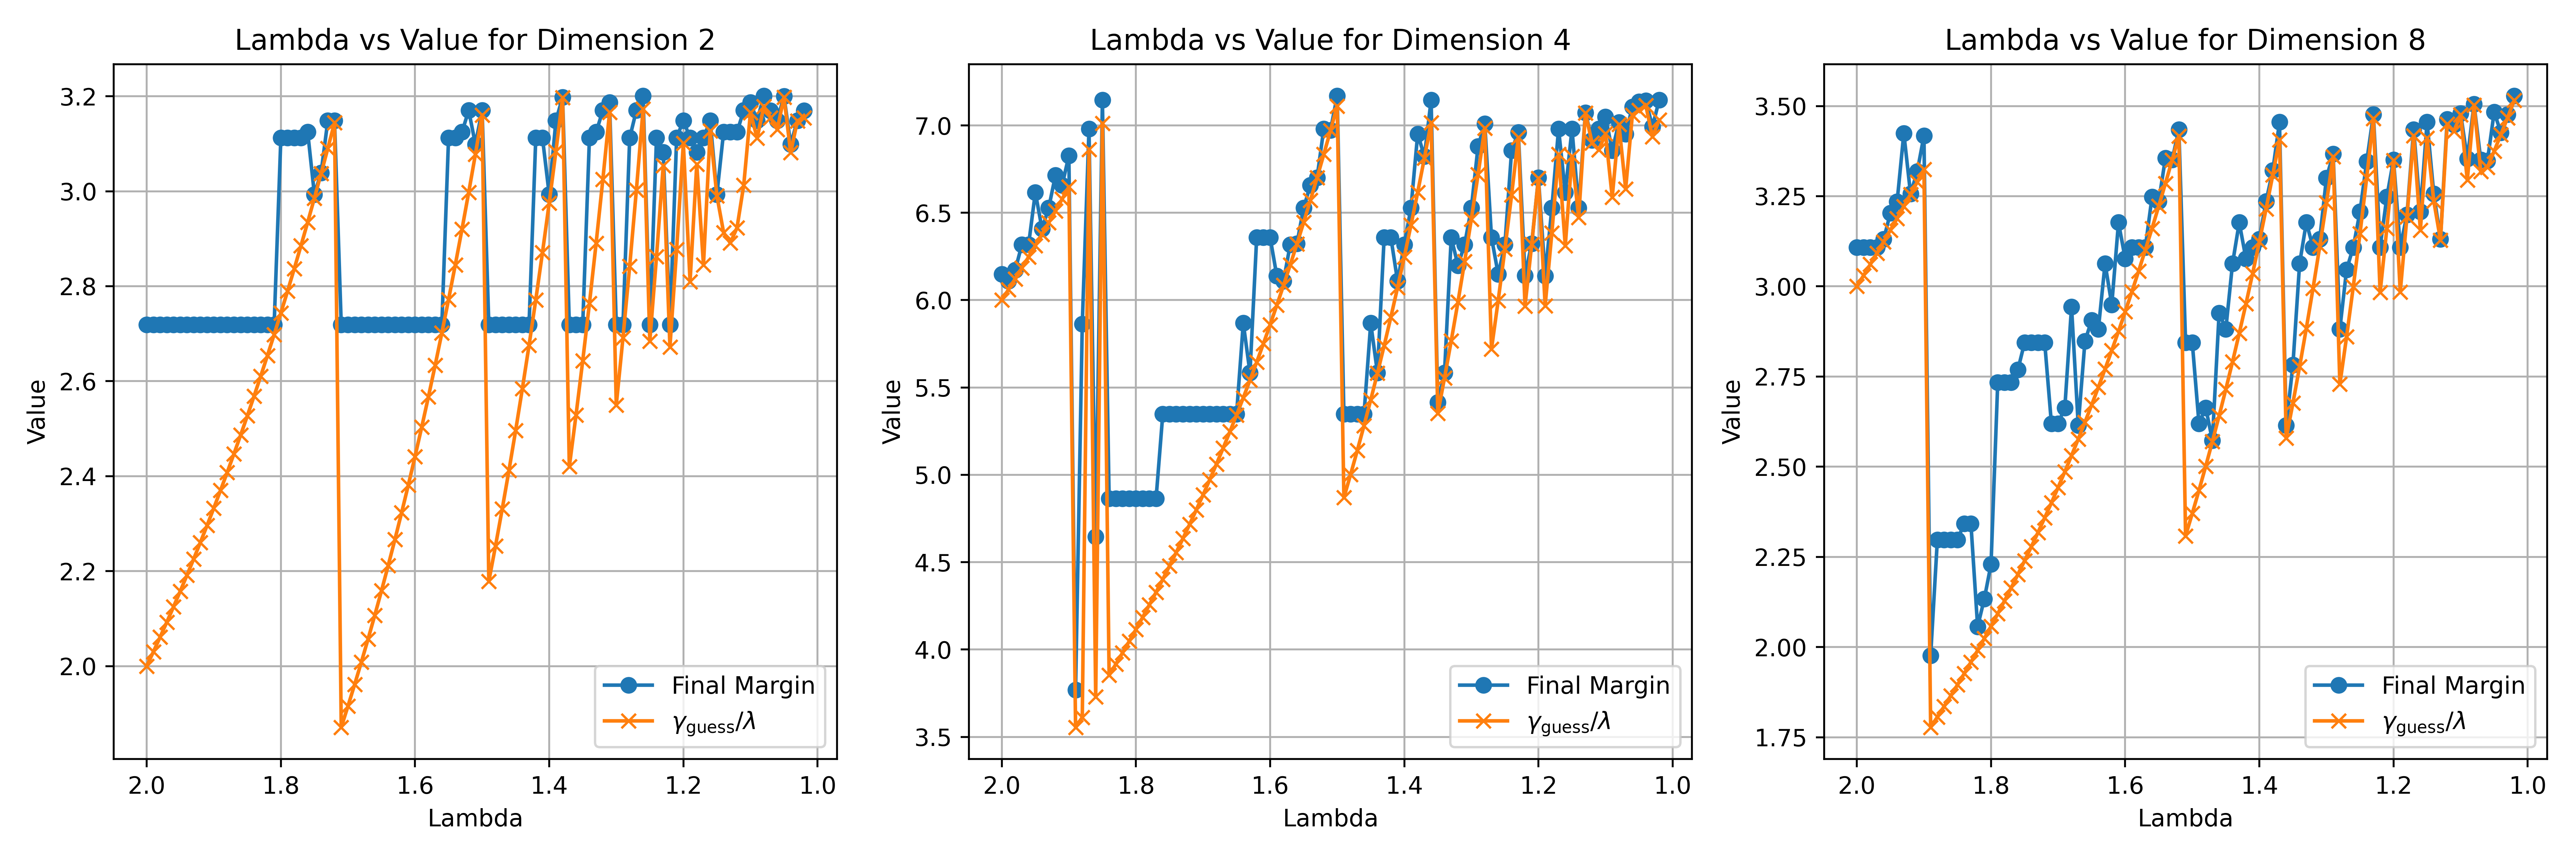 Lambda vs Value for Dimension 2
Value
3.2
3.0
2.8
2.6
2.4
2.2
2.0
2.0 1.8 1.6 1.4 1.2 1.0
Lambda
Final Margin
γguess/λ
Lambda vs Value for Dimension 4
Value
7.0
6.5
6.0
5.5
5.0
4.5
4.0
3.5
2.0 1.8 1.6 1.4 1.2 1.0
Lambda
Final Margin
γguess/λ
Lambda vs Value for Dimension 8
Value
3.50
3.25
3.00
2.75
2.50
2.25
2.00
1.75
2.0 1.8 1.6 1.4 1.2 1.0
Lambda
Final Margin
γguess/λ